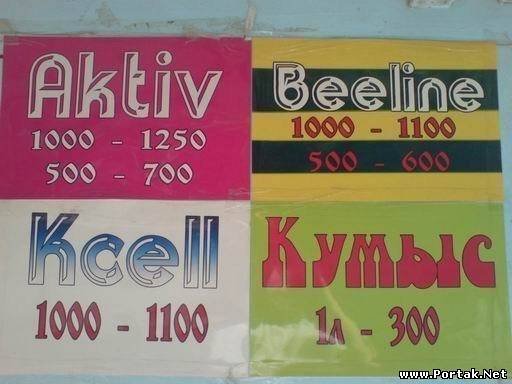 Aktiv
1000 - 1250
500 - 700
Beeline
1000 - 1100
500 - 600
Kcell
1000 - 1100
Кумыс
1л - 300
www.Portak.Net